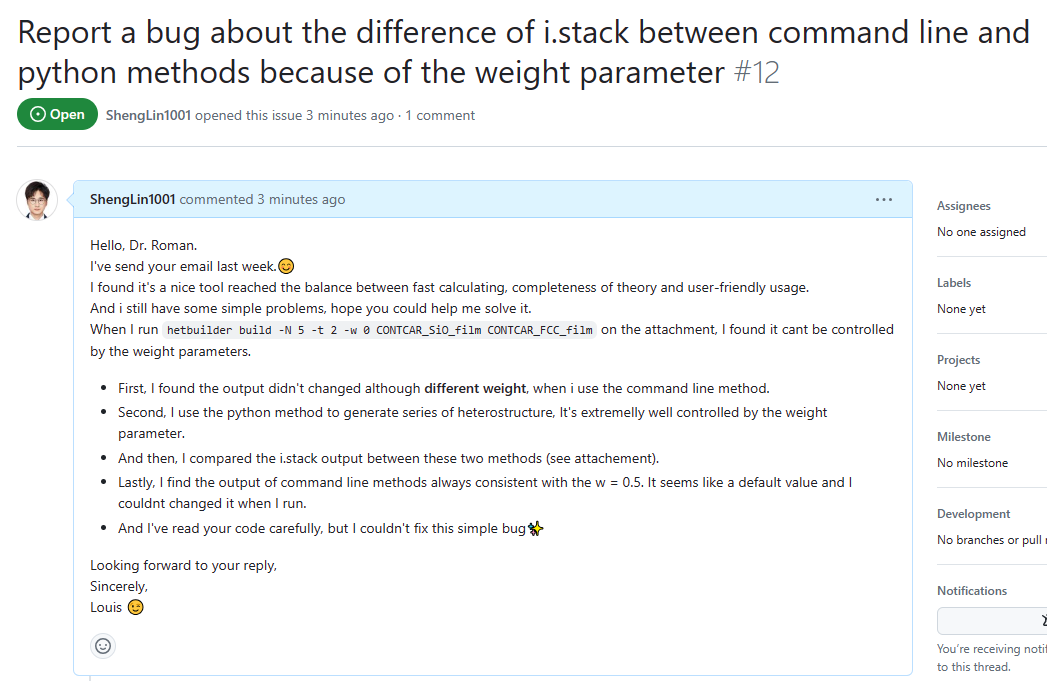 Report a bug about the difference of i.stack between command line and
python methods because of the weight parameter #12
Open ShengLin1001 opened this issue 3 minutes ago · 1 comment
ShengLin1001 commented 3 minutes ago
Hello, Dr. Roman.
I've send your email last week.😊
I found it's a nice tool reached the balance between fast calculating, completeness of theory and user-friendly usage.
And i still have some simple problems, hope you could help me solve it.
When I run hetbuilder build -N 5 -t 2 -w 0 CONTCAR_SiO_film CONTCAR_FCC_film on the attachment, I found it cant be controlled
by the weight parameters.
• First, I found the output didn't changed although different weight, when i use the command line method.
• Second, I use the python method to generate series of heterostructure, It's extremelly well controlled by the weight
parameter.
• And then, I compared the i.stack output between these two methods (see attachement).
• Lastly, I find the output of command line methods always consistent with the w = 0.5. It seems like a default value and I
couldnt changed it when I run.
• And I've read your code carefully, but I couldn't fix this simple bug✨
Looking forward to your reply,
Sincerely,
Louis 😉
Assignees
No one assigned
Labels
None yet
Projects
None yet
Milestone
No milestone
Development
No branches or pull
Notifications
You're receiving notif
to this thread.